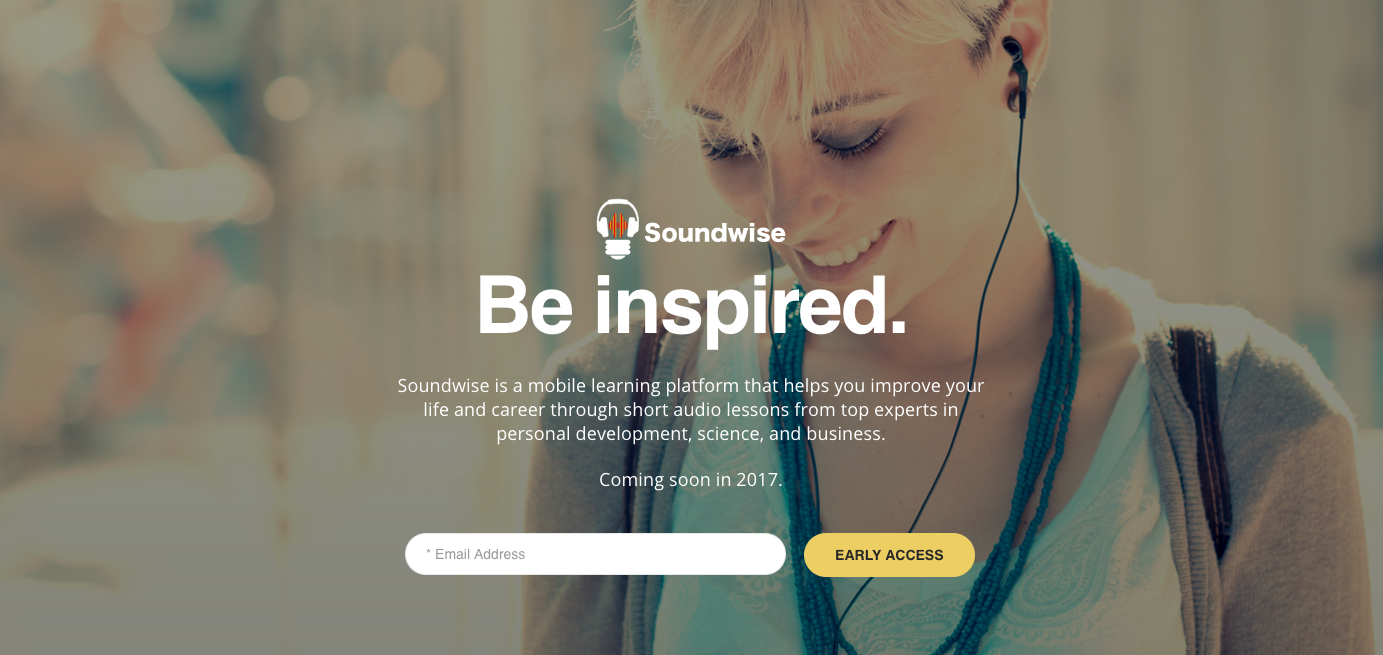 Soundwise
Be inspired.
Soundwise is a mobile learning platform that helps you improve your
life and career through short audio lessons from top experts in
personal development, science, and business.
Coming soon in 2017.
* Email Address
EARLY ACCESS